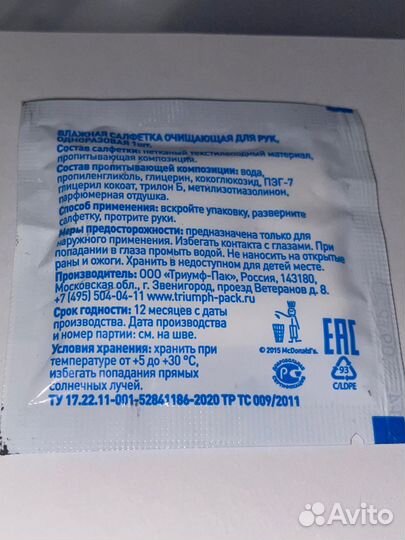 ВЛАЖНАЯ САЛФЕТКА ОЧИЩАЮЩАЯ ДЛЯ РУК,
ОДНОРАЗОВАЯ 1шт.
Состав салфетки: нетканый текстилеподобный материал,
пропитывающая композиция.
Состав пропитывающей композиции: вода,
пропиленгликоль, глицерин, кокоглюкозид, ПЭГ-7
глицерил кокоат, трилон Б, метилизотиазолинон,
парфюмерная отдушка.
Способ применения: вскройте упаковку, разверните
салфетку, протрите руки.
Меры предосторожности: предназначена только для
наружного применения. Избегать контакта с глазами. При
попадании в глаза промыть водой. Не наносить на открытые
раны и ожоги. Хранить в недоступном для детей месте.
Производитель: ООО «Триумф-Пак», Россия, 143180,
Московская обл., г. Звенигород, проезд Ветеранов д. 8.
+7 (495) 504-04-11 www.triumph-pack.ru
Срок годности: 12 месяцев с даты
производства. Дата производства
и номер партии: см. на шве.
Условия хранения: хранить при
температуре от +5 до +30 °C,
избегать попадания прямых
солнечных лучей.
ТУ 17.22.11-001-52841186-2020 ТР ТС 009/2011
EAC
© 2015 McDonald's.
ДОБРОВОЛЬНАЯ
СЕРТИФИКАЦИЯ
93
C/LDPE
Avito